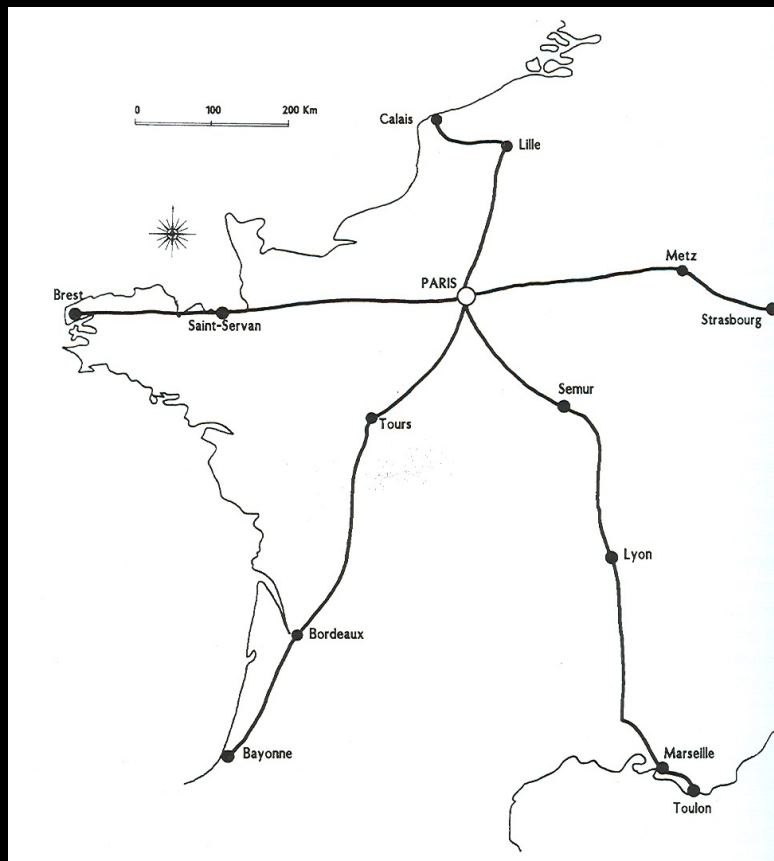 0 100 200 Km
Calais
Lille
Metz
PARIS
Brest
Saint-Servan
Strasbourg
Semur
Tours
Lyon
Bordeaux
Marseille
Bayonne
Toulon